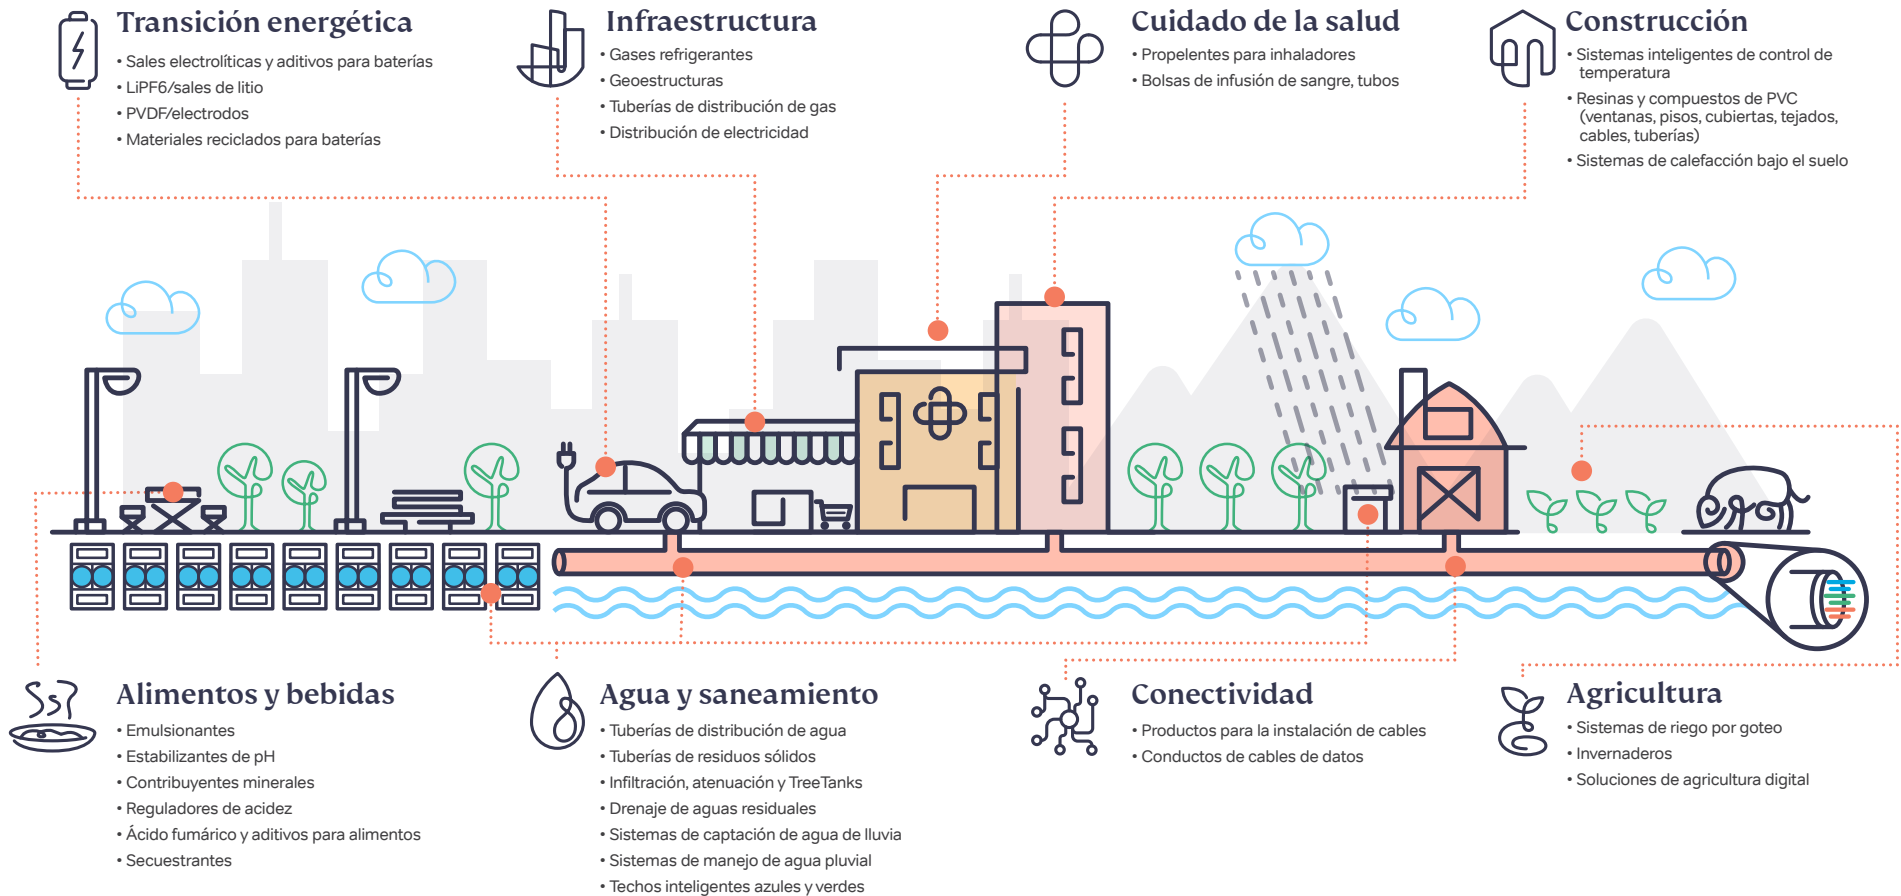 Transición energética
• Sales electrolíticas y aditivos para baterías
• LiPF6/sales de litio
• PVDF/electrodos
• Materiales reciclados para baterías
Infraestructura
• Gases refrigerantes
• Geoestructuras
• Tuberías de distribución de gas
• Distribución de electricidad
Cuidado de la salud
• Propelentes para inhaladores
• Bolsas de infusión de sangre, tubos
Construcción
• Sistemas inteligentes de control de
temperatura
• Resinas y compuestos de PVC
(ventanas, pisos, cubiertas, tejados,
cables, tuberías)
• Sistemas de calefacción bajo el suelo
Alimentos y bebidas
• Emulsionantes
• Estabilizantes de pH
• Contribuyentes minerales
• Reguladores de acidez
• Ácido fumárico y aditivos para alimentos
• Secuestrantes
Agua y saneamiento
• Tuberías de distribución de agua
• Tuberías de residuos sólidos
• Infiltración, atenuación y TreeTanks
• Drenaje de aguas residuales
• Sistemas de captación de agua de lluvia
• Sistemas de manejo de agua pluvial
• Techos inteligentes azules y verdes
Conectividad
• Productos para la instalación de cables
• Conductos de cables de datos
Agricultura
• Sistemas de riego por goteo
• Invernaderos
• Soluciones de agricultura digital